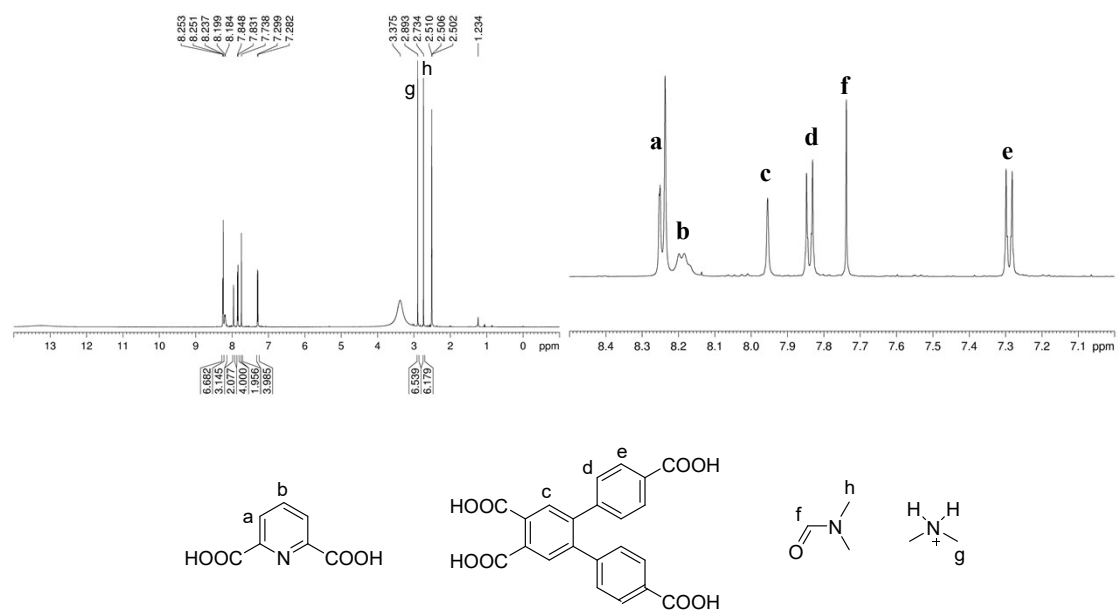 8.253
8.251
8.237
8.199
8.184
7.848
7.831
7.738
7.299
7.282
3.375
2.893
2.734
2.510
2.506
2.502
1.234
g
h
13 12 11 10 9 8 7 6 5 4 3 2 1 0 ppm
6.682
3.145
2.077
4.000
1.956
3.985
6.539
6.179
a
b
c
d
f
e
8.4 8.3 8.2 8.1 8.0 7.9 7.8 7.7 7.6 7.5 7.4 7.3 7.2 7.1 ppm
b
a
HOOC N COOH
e
d
COOH
c
HOOC
HOOC
COOH
h
f
N
O
H H
N
+
g